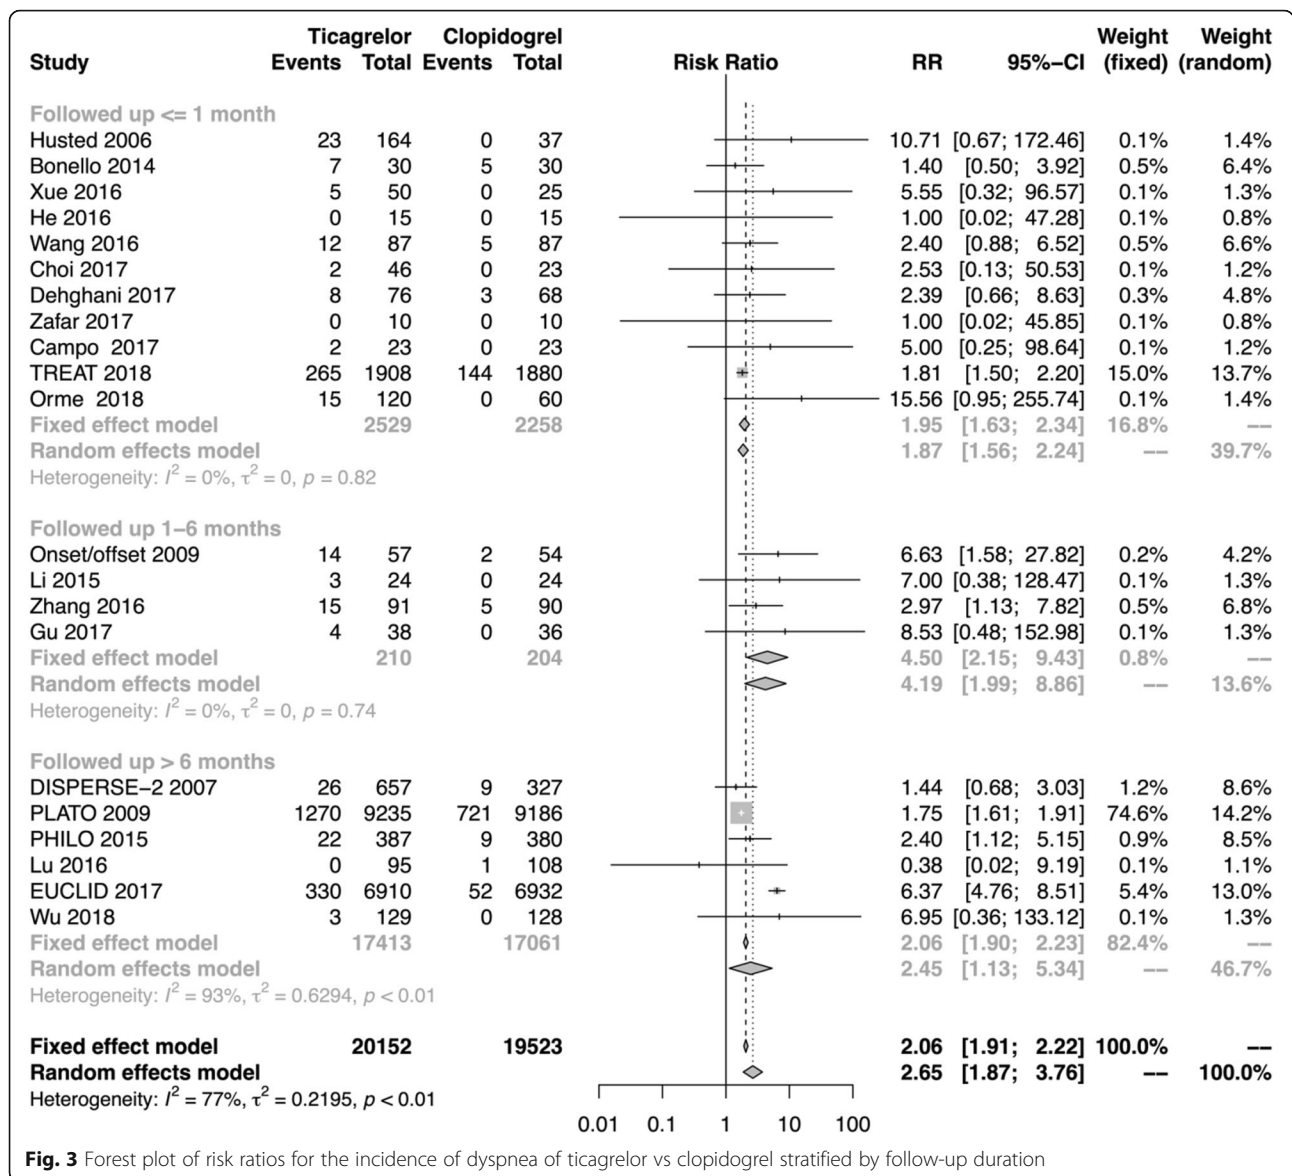 Ticagrelor Clopidogrel Weight Weight
Study Events Total Events Total Risk Ratio RR 95%−CI (fixed) (random)
Followed up <= 1 month
Husted 2006 23 164 0 37 10.71 [0.67; 172.46] 0.1% 1.4%
Bonello 2014 7 30 5 30 1.40 [0.50; 3.92] 0.5% 6.4%
Xue 2016 5 50 0 25 5.55 [0.32; 96.57] 0.1% 1.3%
He 2016 0 15 0 15 1.00 [0.02; 47.28] 0.1% 0.8%
Wang 2016 12 87 5 87 2.40 [0.88; 6.52] 0.5% 6.6%
Choi 2017 2 46 0 23 2.53 [0.13; 50.53] 0.1% 1.2%
Dehghani 2017 8 76 3 68 2.39 [0.66; 8.63] 0.3% 4.8%
Zafar 2017 0 10 0 10 1.00 [0.02; 45.85] 0.1% 0.8%
Campo 2017 2 23 0 23 5.00 [0.25; 98.64] 0.1% 1.2%
TREAT 2018 265 1908 144 1880 1.81 [1.50; 2.20] 15.0% 13.7%
Orme 2018 15 120 0 60 15.56 [0.95; 255.74] 0.1% 1.4%
Fixed effect model 2529 2258 1.95 [1.63; 2.34] 16.8% −−
Random effects model 1.87 [1.56; 2.24] −− 39.7%
Heterogeneity: I² = 0%, τ² = 0, p = 0.82
Followed up 1−6 months
Onset/offset 2009 14 57 2 54 6.63 [1.58; 27.82] 0.2% 4.2%
Li 2015 3 24 0 24 7.00 [0.38; 128.47] 0.1% 1.3%
Zhang 2016 15 91 5 90 2.97 [1.13; 7.82] 0.5% 6.8%
Gu 2017 4 38 0 36 8.53 [0.48; 152.98] 0.1% 1.3%
Fixed effect model 210 204 4.50 [2.15; 9.43] 0.8% −−
Random effects model 4.19 [1.99; 8.86] −− 13.6%
Heterogeneity: I² = 0%, τ² = 0, p = 0.74
Followed up > 6 months
DISPERSE−2 2007 26 657 9 327 1.44 [0.68; 3.03] 1.2% 8.6%
PLATO 2009 1270 9235 721 9186 1.75 [1.61; 1.91] 74.6% 14.2%
PHILO 2015 22 387 9 380 2.40 [1.12; 5.15] 0.9% 8.5%
Lu 2016 0 95 1 108 0.38 [0.02; 9.19] 0.1% 1.1%
EUCLID 2017 330 6910 52 6932 6.37 [4.76; 8.51] 5.4% 13.0%
Wu 2018 3 129 0 128 6.95 [0.36; 133.12] 0.1% 1.3%
Fixed effect model 17413 17061 2.06 [1.90; 2.23] 82.4% −−
Random effects model 2.45 [1.13; 5.34] −− 46.7%
Heterogeneity: I² = 93%, τ² = 0.6294, p < 0.01
Fixed effect model 20152 19523 2.06 [1.91; 2.22] 100.0% −−
Random effects model 2.65 [1.87; 3.76] −− 100.0%
Heterogeneity: I² = 77%, τ² = 0.2195, p < 0.01
0.01 0.1 1 10 100
Fig. 3 Forest plot of risk ratios for the incidence of dyspnea of ticagrelor vs clopidogrel stratified by follow-up duration